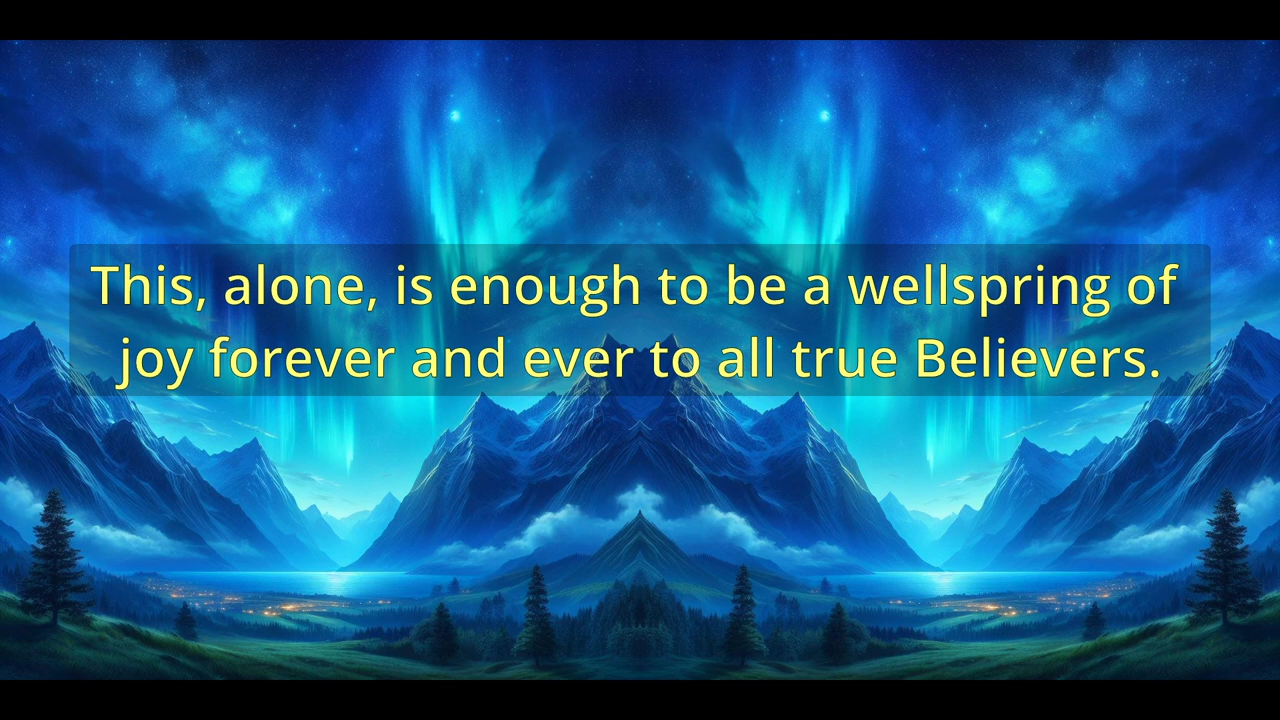 This, alone, is enough to be a wellspring of
joy forever and ever to all true Believers.